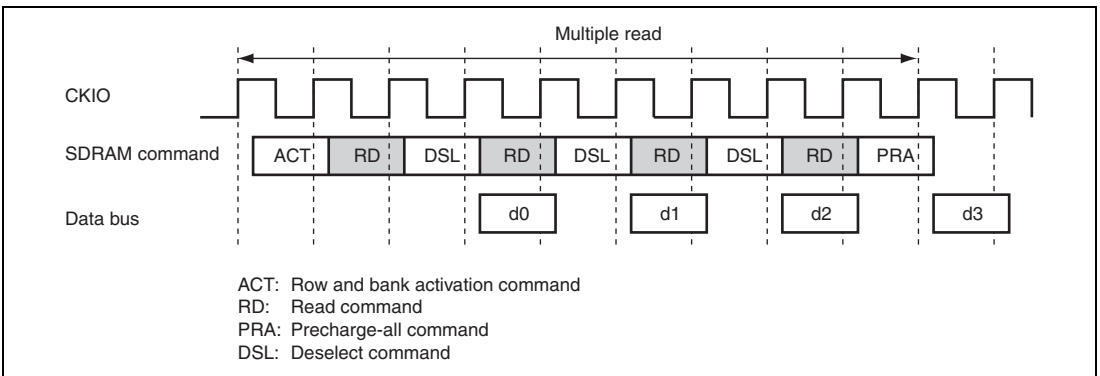 Multiple read
CKIO
SDRAM command ACT RD DSL RD DSL RD DSL RD PRA
Data bus d0 d1 d2 d3
ACT: Row and bank activation command
RD: Read command
PRA: Precharge-all command
DSL: Deselect command